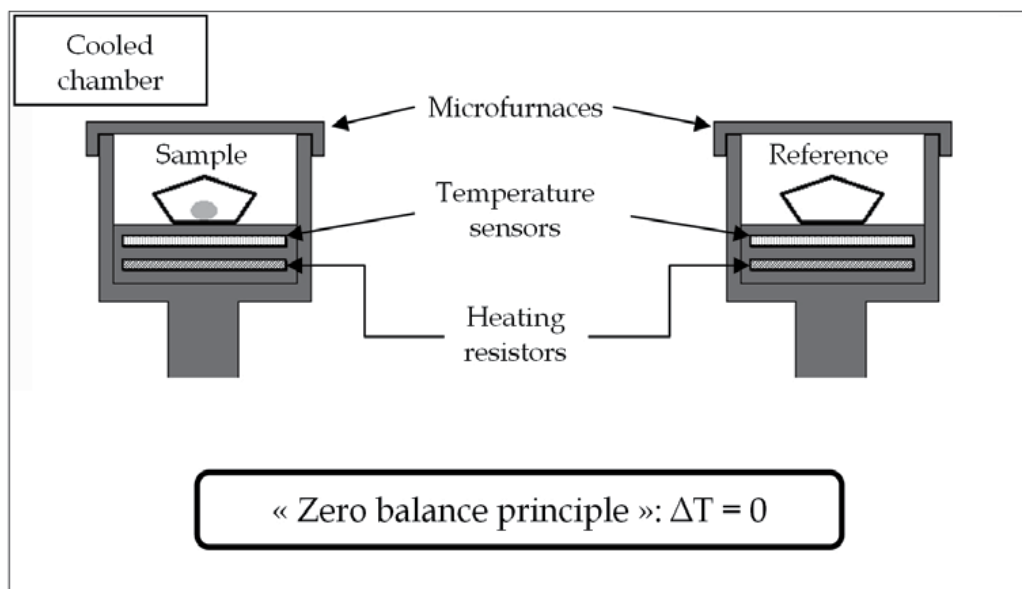 Cooled
chamber
Microfurnaces
Sample
Reference
Temperature
sensors
Heating
resistors
« Zero balance principle »: ΔT = 0